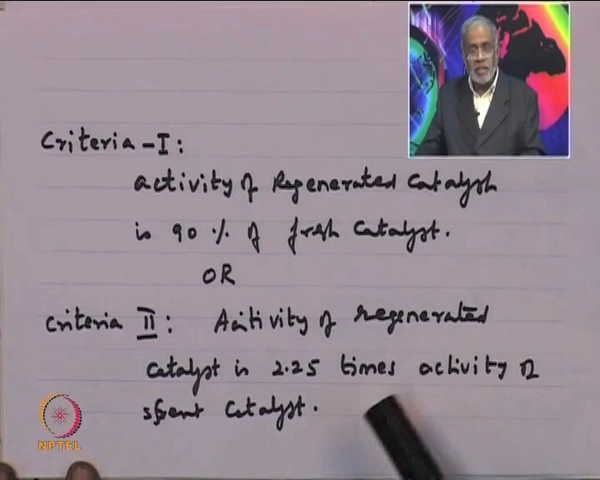 Criteria-I:
activity of Regenerated Catalyst
is 90% of fresh Catalyst.
OR
Criteria II: Acitivity of regenerated
Catalyst is 2.25 times activity of
spent Catalyst.
NPTEL